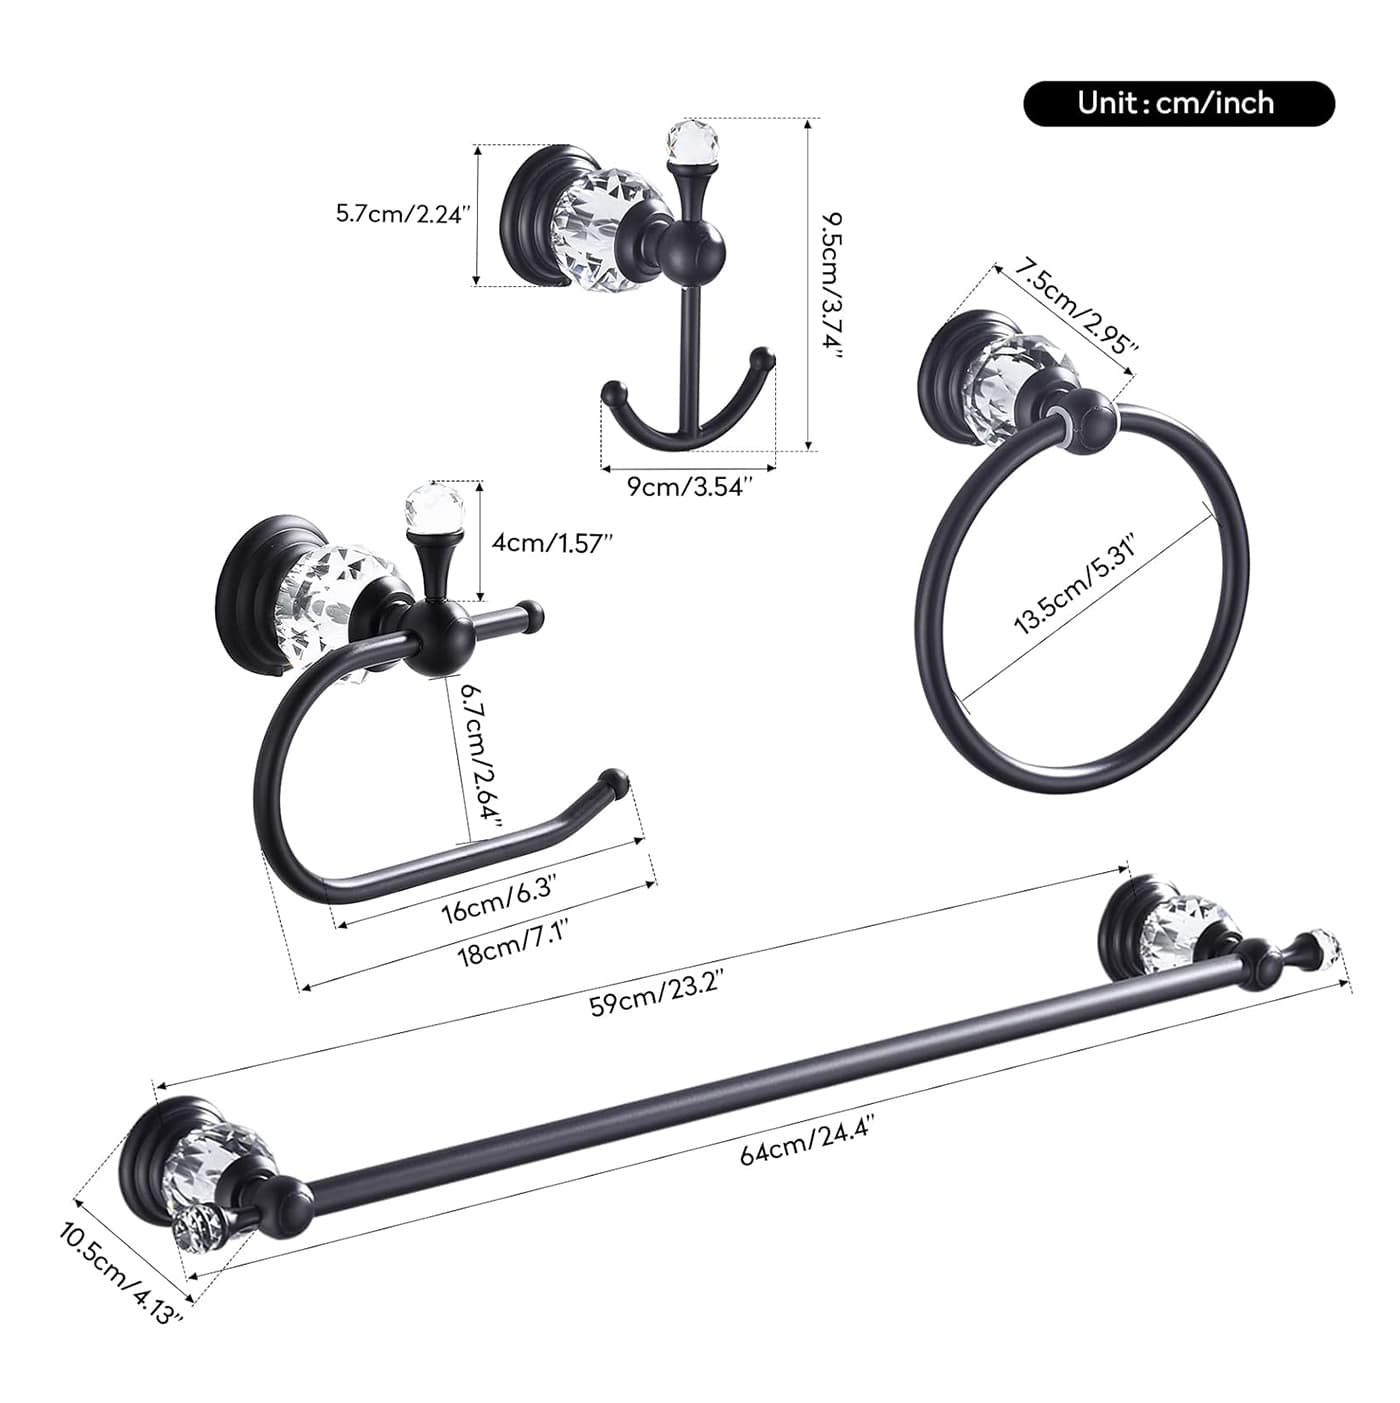 Unit : cm/inch
5.7cm/2.24"
9.5cm/3.74"
9cm/3.54"
7.5cm/2.95"
13.5cm/5.31"
4cm/1.57"
6.7cm/2.64"
16cm/6.3"
18cm/7.1"
59cm/23.2"
64cm/24.4"
10.5cm/4.13"